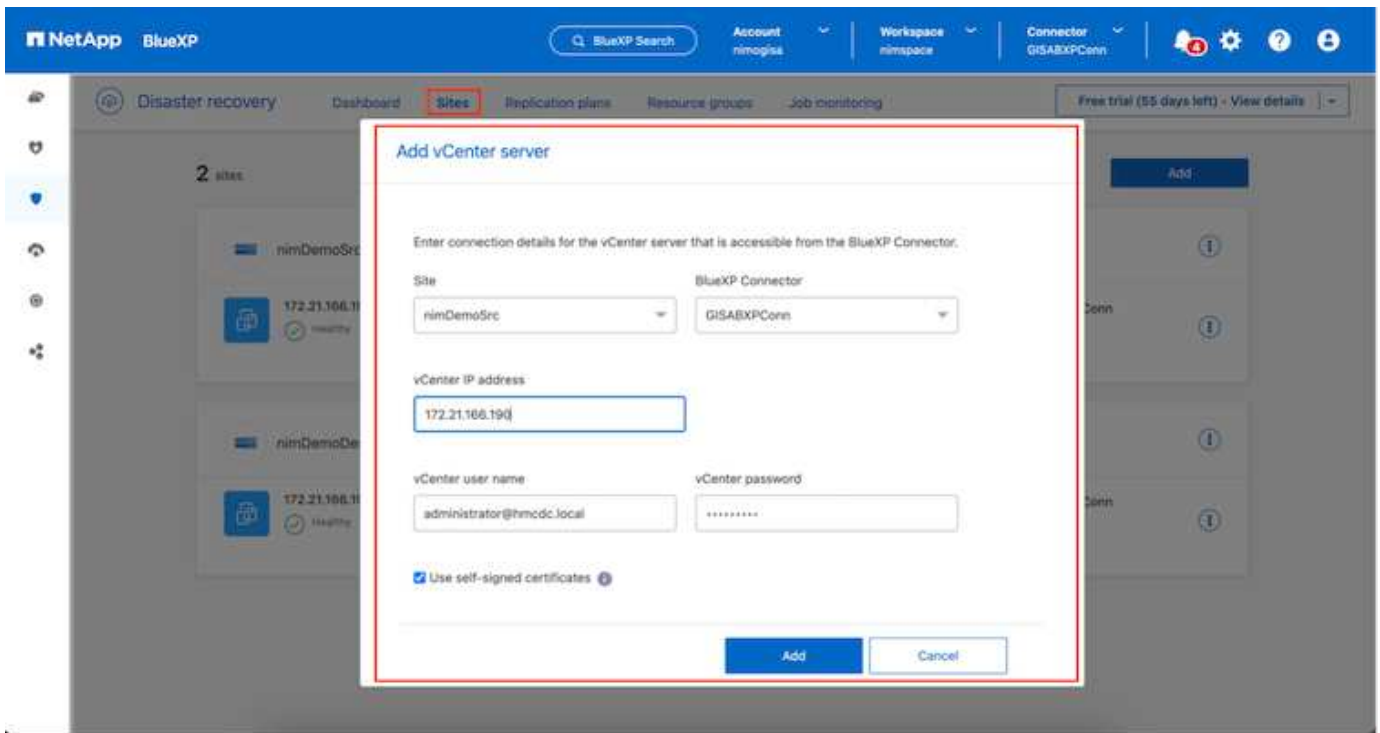 NetApp BlueXP
BlueXP Search
Account
nimogisa
Workspace
nimspace
Connector
GISABXPConn
4
Disaster recovery
Dashboard
Sites
Replication plans
Resource groups
Job monitoring
Free trial (55 days left) - View details
Add vCenter server
2 sites
Add
Enter connection details for the vCenter server that is accessible from the BlueXP Connector.
nimDemoSrc
Site
BlueXP Connector
nimDemoSrc
GISABXPConn
172.21.166.1
Healthy
Conn
vCenter IP address
172.21.166.190
nimDemoDe
vCenter user name
vCenter password
administrator@hmcdc.local
172.21.166.1
Healthy
Conn
Use self-signed certificates
Add
Cancel